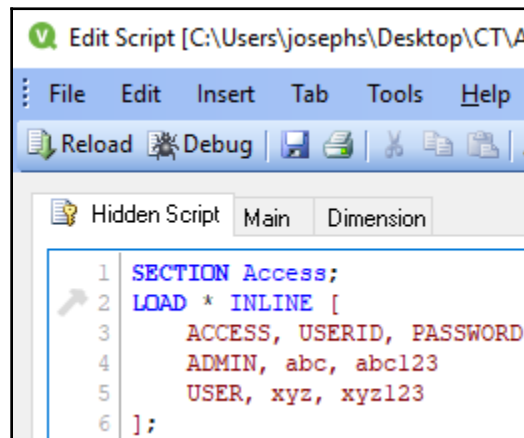 Edit Script [C:\Users\josephs\Desktop\CT\A
File Edit Insert Tab Tools Help
Reload Debug
Hidden Script Main Dimension
1 SECTION Access;
2 LOAD * INLINE [
3 ACCESS, USERID, PASSWORD
4 ADMIN, abc, abc123
5 USER, xyz, xyz123
6 ];